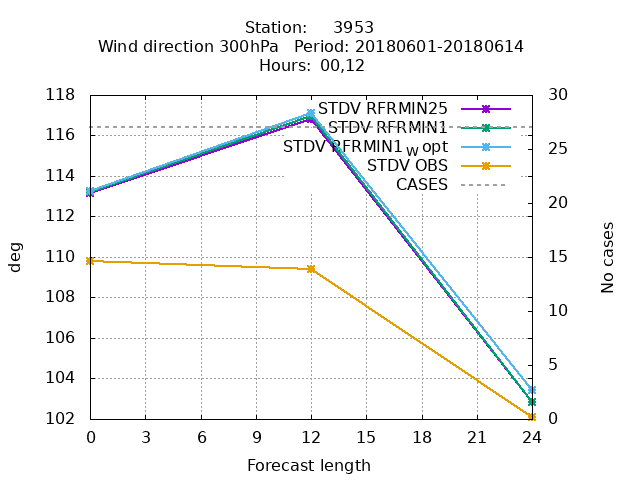 Station: 3953
Wind direction 300hPa Period: 20180601-20180614
Hours: 00,12
118
116
114
112
110
108
106
104
102
deg
30
25
20
15
10
5
0
No cases
STDV RFRMIN25
STDV RFRMIN1
STDV RFRMIN1_w opt
STDV OBS
CASES
0 3 6 9 12 15 18 21 24
Forecast length